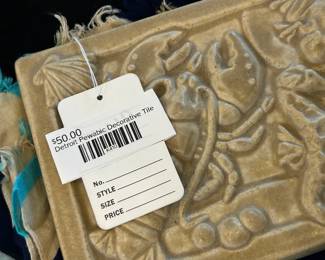 $50.00
Detroit Pewabic Decorative Tile
No.
STYLE
SIZE
PRICE